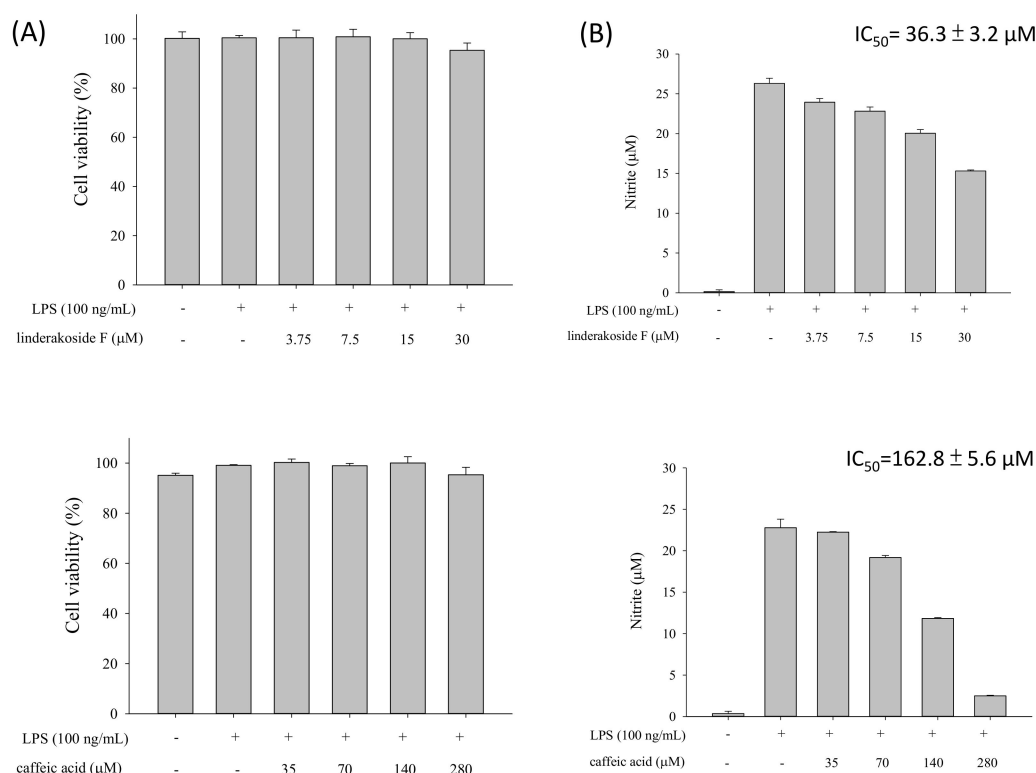 (A)
Cell viability (%)
100
80
60
40
20
0
LPS (100 ng/mL) - + + + + +
linderakoside F (μM) - - 3.75 7.5 15 30
(B)
IC50= 36.3 ± 3.2 μM
Nitrite (μM)
30
25
20
15
10
5
0
LPS (100 ng/mL) - + + + + +
linderakoside F (μM) - - 3.75 7.5 15 30
Cell viability (%)
100
80
60
40
20
0
LPS (100 ng/mL) - + + + + +
caffeic acid (μM) - - 35 70 140 280
IC50=162.8 ± 5.6 μM
Nitrite (μM)
30
25
20
15
10
5
0
LPS (100 ng/mL) - + + + + +
caffeic acid (μM) - - 35 70 140 280